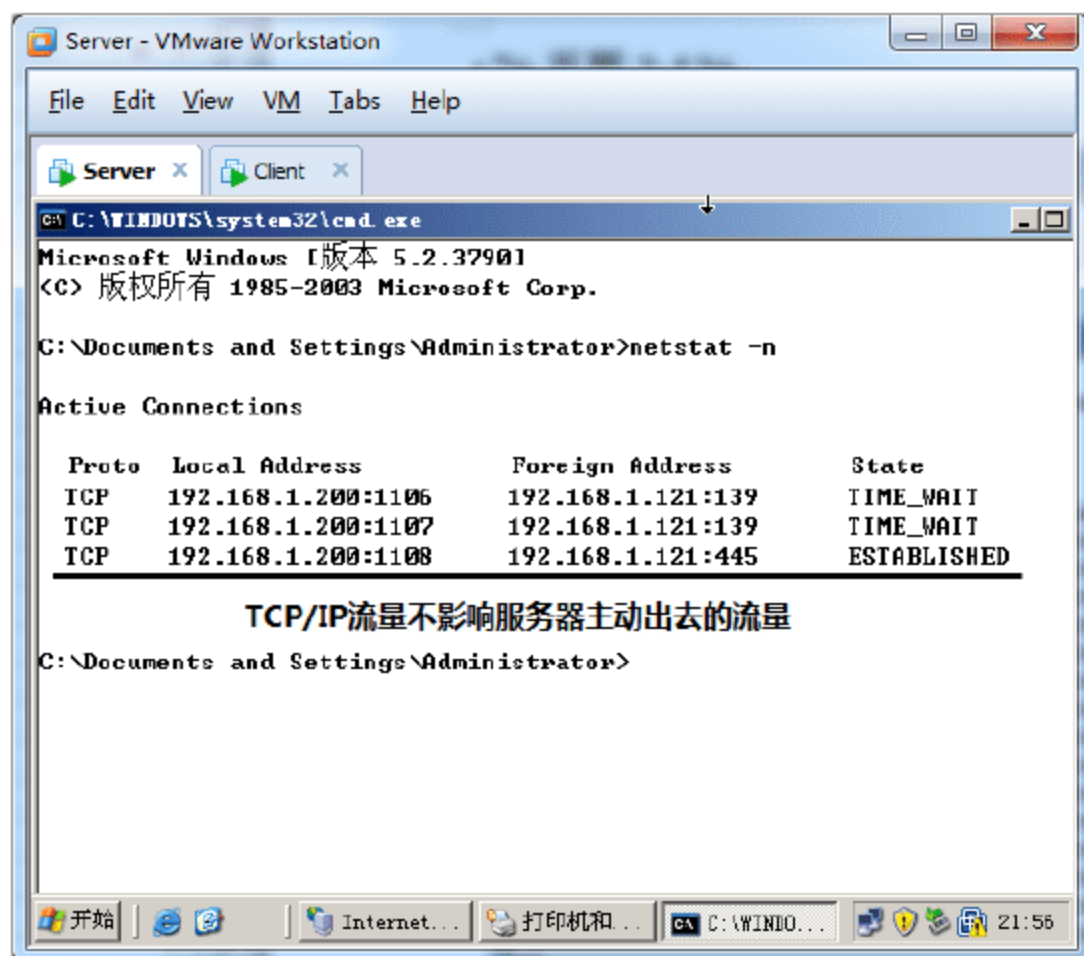 Server - VMware Workstation
File Edit View VM Tabs Help
Server Client
C:\WINDOWS\system32\cmd.exe
Microsoft Windows [版本 5.2.3790]
(C) 版权所有 1985-2003 Microsoft Corp.
C:\Documents and Settings\Administrator>netstat -n
Active Connections
Proto Local Address Foreign Address State
TCP 192.168.1.200:1106 192.168.1.121:139 TIME_WAIT
TCP 192.168.1.200:1107 192.168.1.121:139 TIME_WAIT
TCP 192.168.1.200:1108 192.168.1.121:445 ESTABLISHED
TCP/IP流量不影响服务器主动出去的流量
C:\Documents and Settings\Administrator>
开始 Internet... 打印机和... C:\WINDO... 21:56